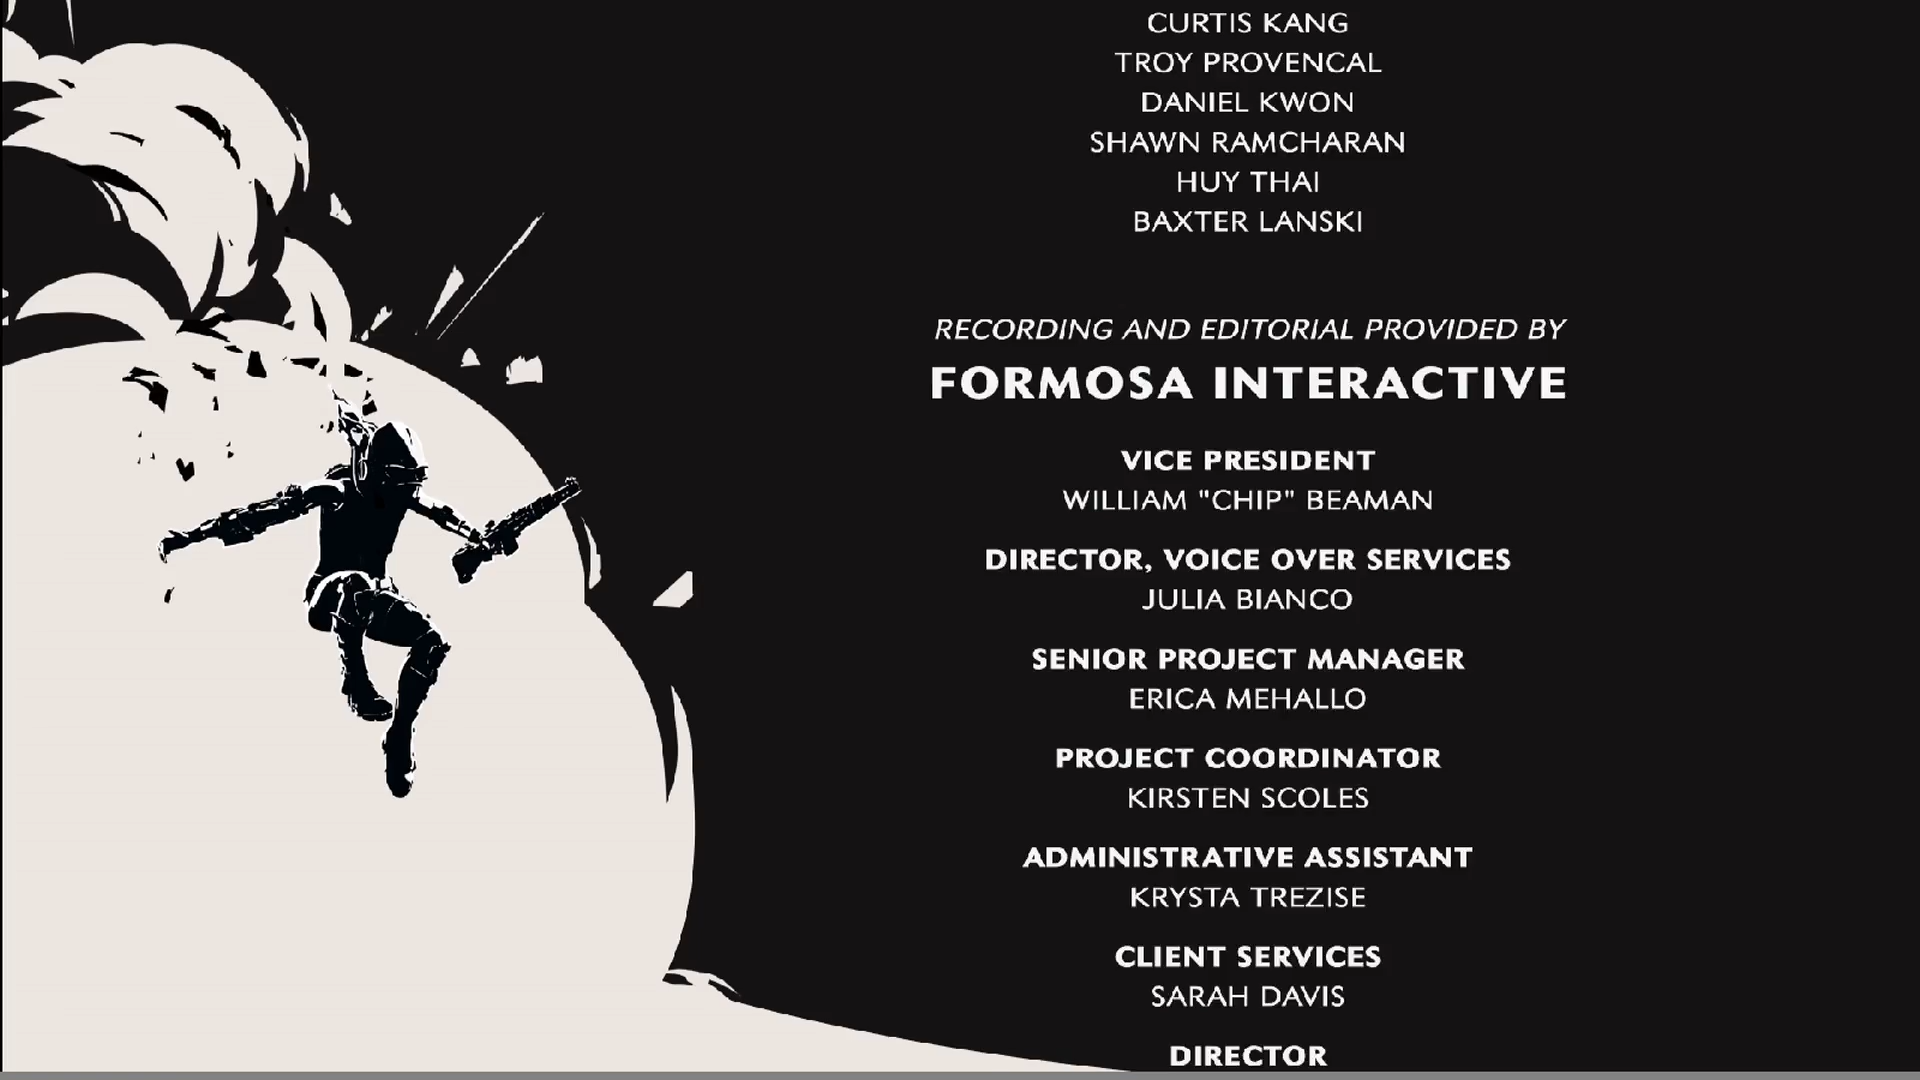 CURTIS KANG
TROY PROVENCAL
DANIEL KWON
SHAWN RAMCHARAN
HUY THAI
BAXTER LANSKI
RECORDING AND EDITORIAL PROVIDED BY
FORMOSA INTERACTIVE
VICE PRESIDENT
WILLIAM "CHIP" BEAMAN
DIRECTOR, VOICE OVER SERVICES
JULIA BIANCO
SENIOR PROJECT MANAGER
ERICA MEHALLO
PROJECT COORDINATOR
KIRSTEN SCOLES
ADMINISTRATIVE ASSISTANT
KRYSTA TREZISE
CLIENT SERVICES
SARAH DAVIS
DIRECTOR